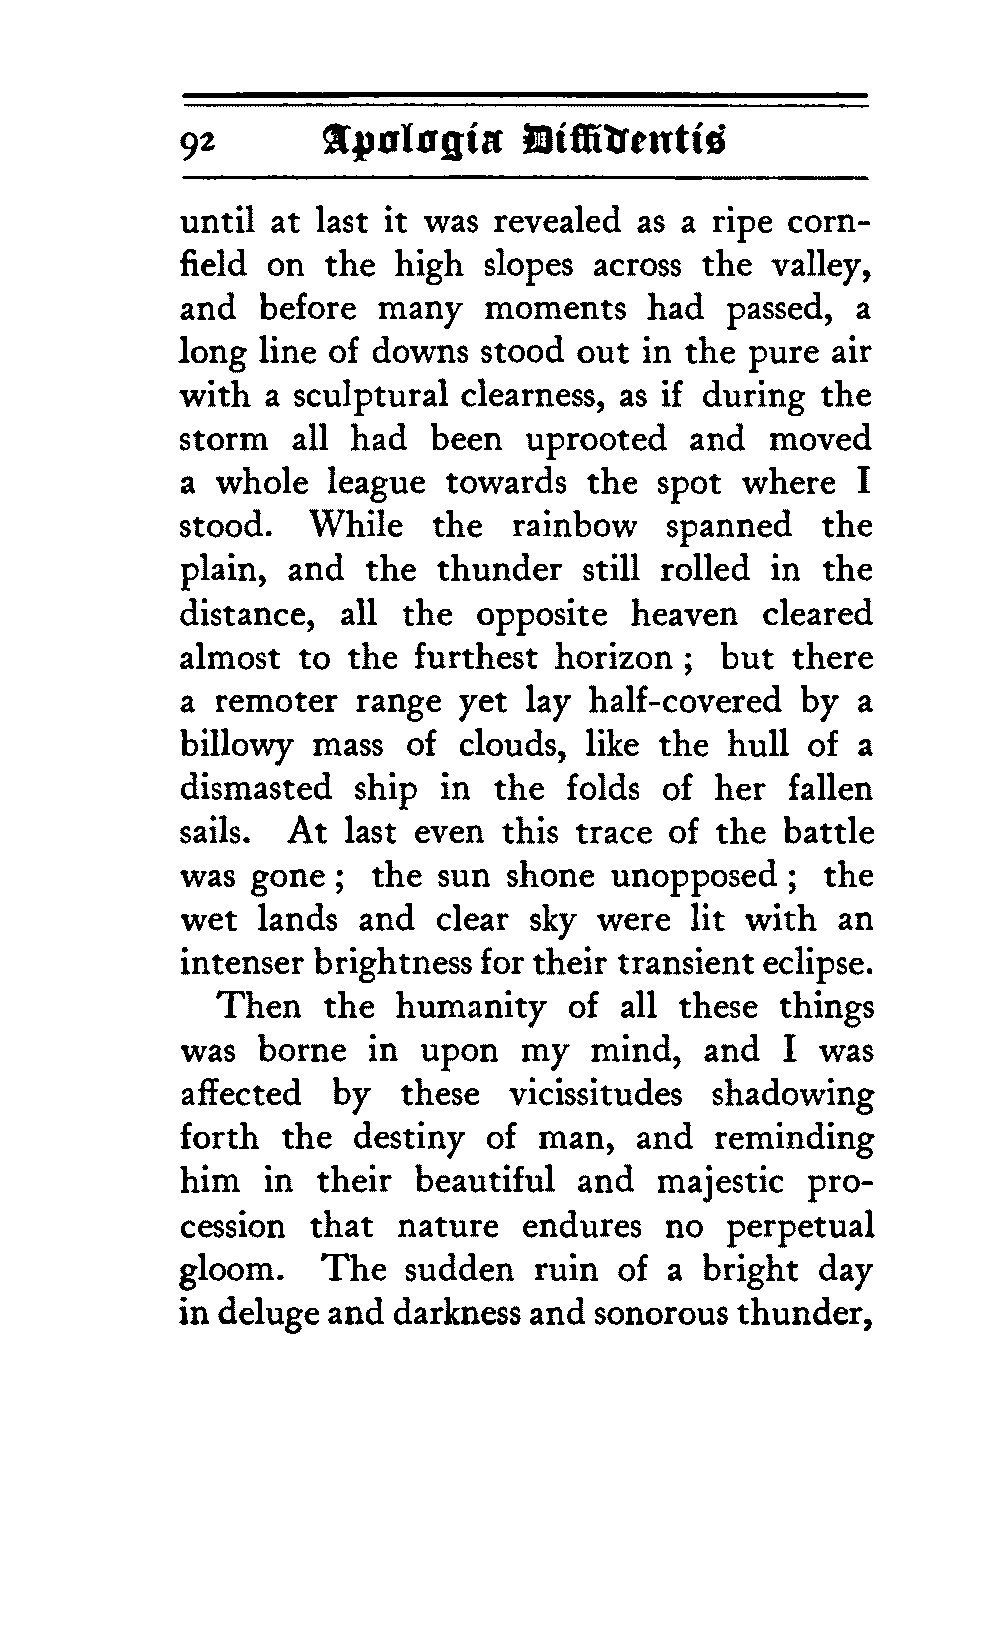 92 Apologia Diffidentis
until at last it was revealed as a ripe corn-
field on the high slopes across the valley,
and before many moments had passed, a
long line of downs stood out in the pure air
with a sculptural clearness, as if during the
storm all had been uprooted and moved
a whole league towards the spot where I
stood. While the rainbow spanned the
plain, and the thunder still rolled in the
distance, all the opposite heaven cleared
almost to the furthest horizon ; but there
a remoter range yet lay half-covered by a
billowy mass of clouds, like the hull of a
dismasted ship in the folds of her fallen
sails. At last even this trace of the battle
was gone ; the sun shone unopposed ; the
wet lands and clear sky were lit with an
intenser brightness for their transient eclipse.
Then the humanity of all these things
was borne in upon my mind, and I was
affected by these vicissitudes shadowing
forth the destiny of man, and reminding
him in their beautiful and majestic pro-
cession that nature endures no perpetual
gloom. The sudden ruin of a bright day
in deluge and darkness and sonorous thunder,